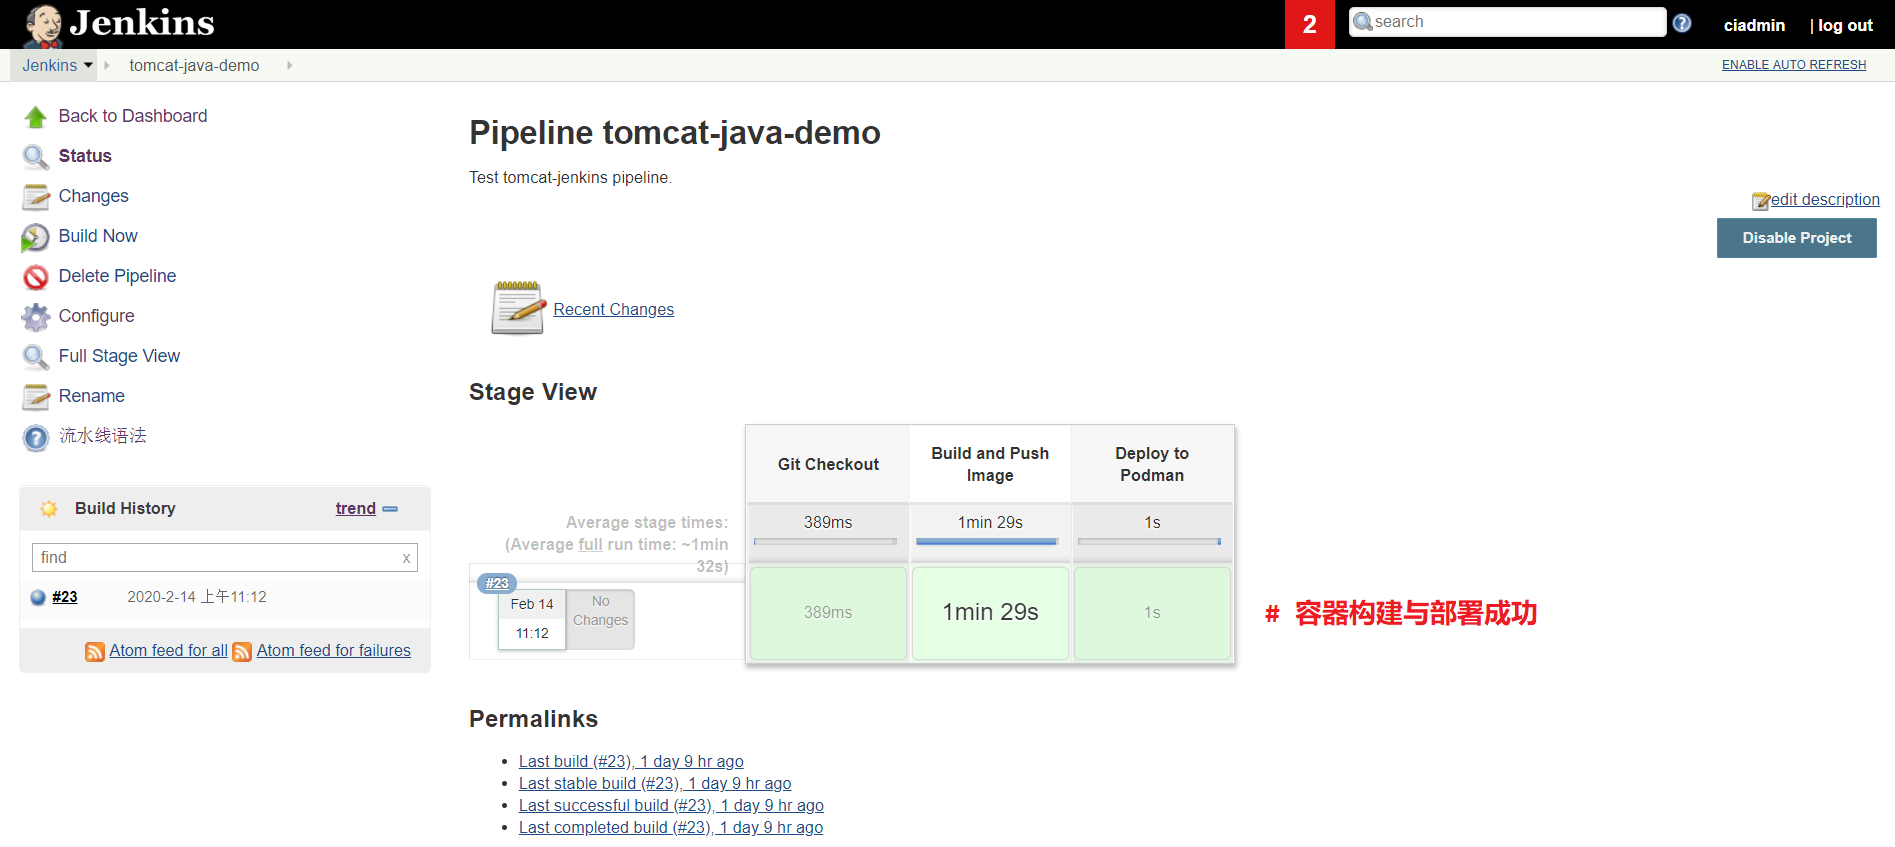 Jenkins
2
search
ciadmin
| log out
Jenkins
tomcat-java-demo
ENABLE AUTO REFRESH
Back to Dashboard
Status
Changes
Build Now
Delete Pipeline
Configure
Full Stage View
Rename
流水线语法
Build History
trend
find
x
#23
2020-2-14 上午11:12
Atom feed for all
Atom feed for failures
Pipeline tomcat-java-demo
Test tomcat-jenkins pipeline.
edit description
Disable Project
Recent Changes
Stage View
Git Checkout
Build and Push
Image
Deploy to
Podman
Average stage times:
(Average full run time: ~1min
32s)
389ms
1min 29s
1s
#23
Feb 14
11:12
No
Changes
389ms
1min 29s
1s
# 容器构建与部署成功
Permalinks
Last build (#23), 1 day 9 hr ago
Last stable build (#23), 1 day 9 hr ago
Last successful build (#23), 1 day 9 hr ago
Last completed build (#23), 1 day 9 hr ago